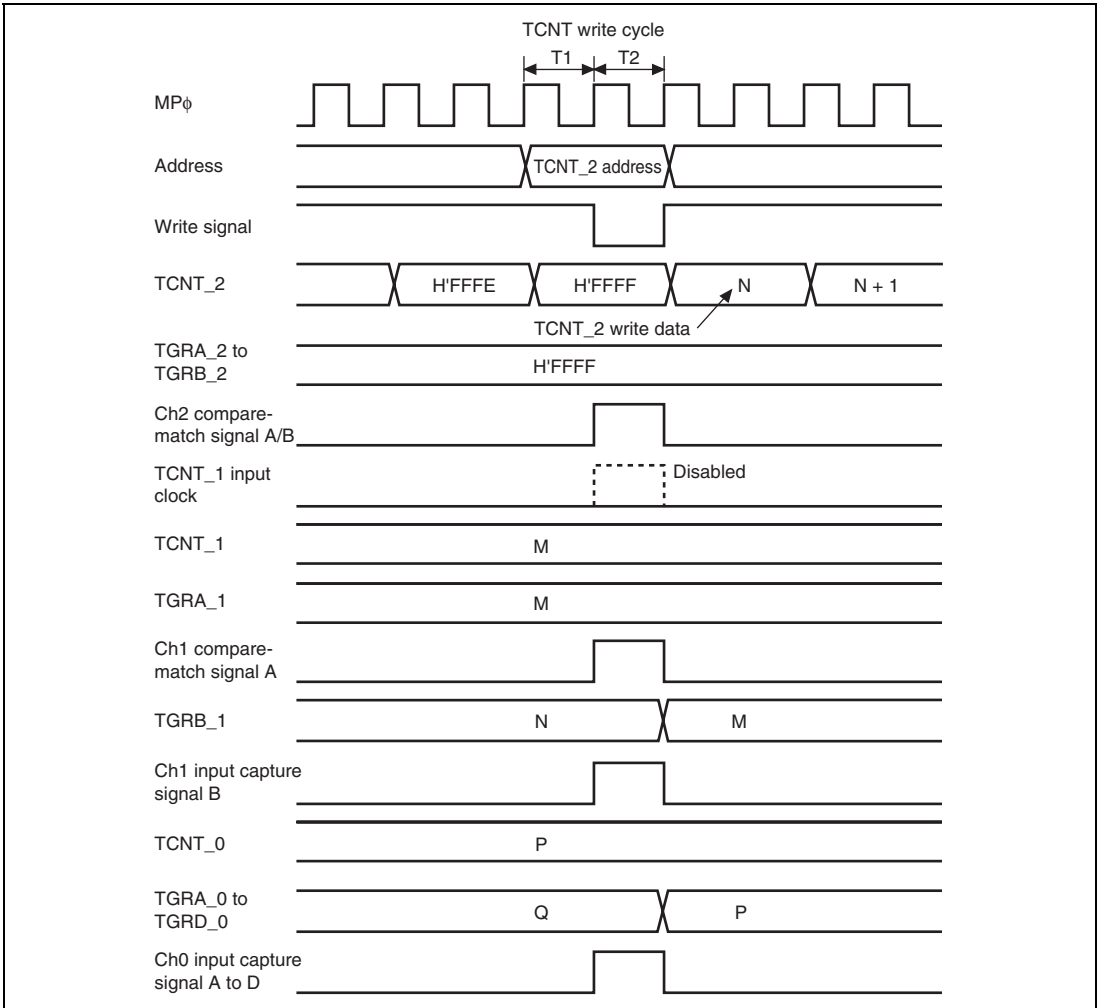 TCNT write cycle
T1 T2
MPϕ
Address
TCNT_2 address
Write signal
TCNT_2
H'FFFE H'FFFF N N + 1
TCNT_2 write data
TGRA_2 to
TGRB_2
H'FFFF
Ch2 compare-
match signal A/B
TCNT_1 input
clock
Disabled
TCNT_1
M
TGRA_1
M
Ch1 compare-
match signal A
TGRB_1
N M
Ch1 input capture
signal B
TCNT_0
P
TGRA_0 to
TGRD_0
Q P
Ch0 input capture
signal A to D